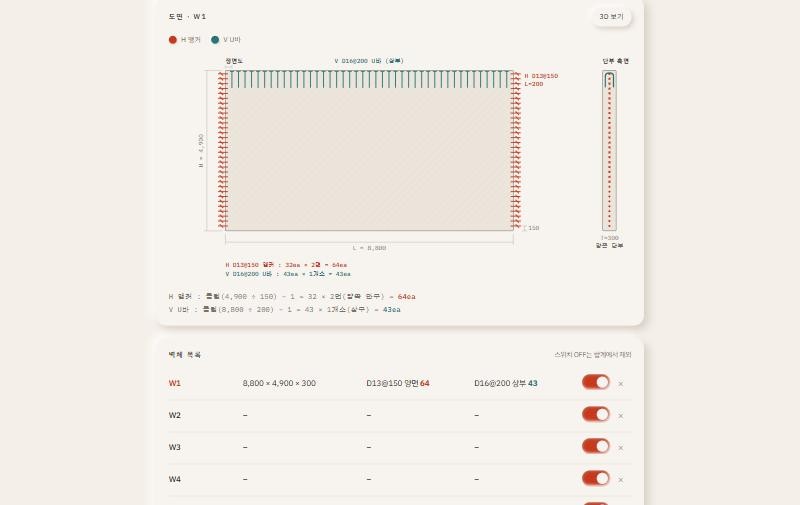 도면 · W1
3D 보기
H 앵커 V U바
정면도
V D16@200 U바 (상부)
단부 측면
H D13@150
L=200
H = 4,900
150
L = 8,800
T=300
양쪽 단부
H D13@150 앵커 : 32ea × 2면 = 64ea
V D16@200 U바 : 43ea × 1개소 = 43ea
H 앵커 : 올림(4,900 ÷ 150) − 1 = 32 × 2면(양쪽 단부) = 64ea
V U바 : 올림(8,800 ÷ 200) − 1 = 43 × 1개소(상부) = 43ea
벽체 목록
스위치 OFF는 합계에서 제외
W1 8,800 × 4,900 × 300 D13@150 양면 64 D16@200 상부 43 ×
W2 – – – ×
W3 – – – ×
W4 – – – ×